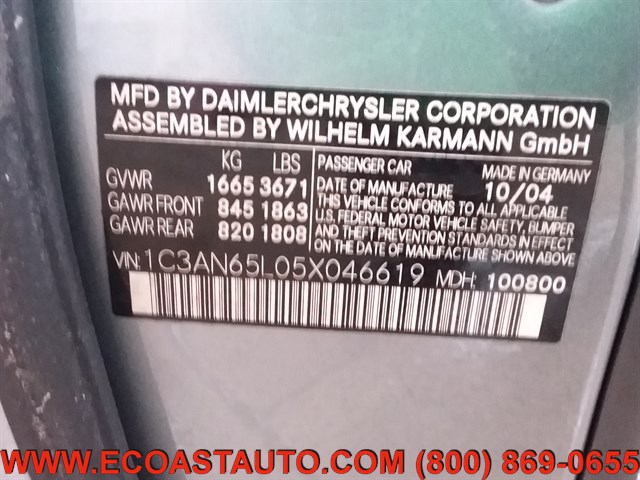 MFD BY DAIMLERCHRYSLER CORPORATION
ASSEMBLED BY WILHELM KARMANN GmbH
KG LBS
GVWR 1665 3671
GAWR FRONT 845 1863
GAWR REAR 820 1808
PASSENGER CAR MADE IN GERMANY
DATE OF MANUFACTURE 10/04
THIS VEHICLE CONFORMS TO ALL APPLICABLE
U.S. FEDERAL MOTOR VEHICLE SAFETY, BUMPER
AND THEFT PREVENTION STANDARDS IN EFFECT
ON THE DATE OF MANUFACTURE SHOWN ABOVE.
VIN: 1C3AN65L05X046619 MDH: 100800
WWW.ECOASTAUTO.COM (800) 869-0655